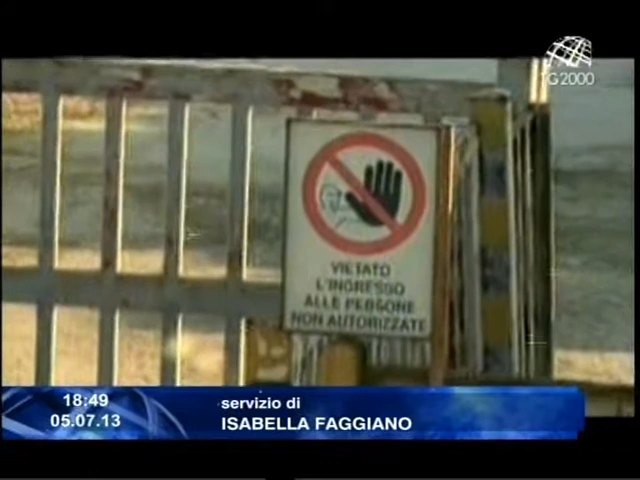 TG2000
VIETATO
L'INGRESSO
ALLE PERSONE
NON AUTORIZZATE
18:49
05.07.13
servizio di
ISABELLA FAGGIANO